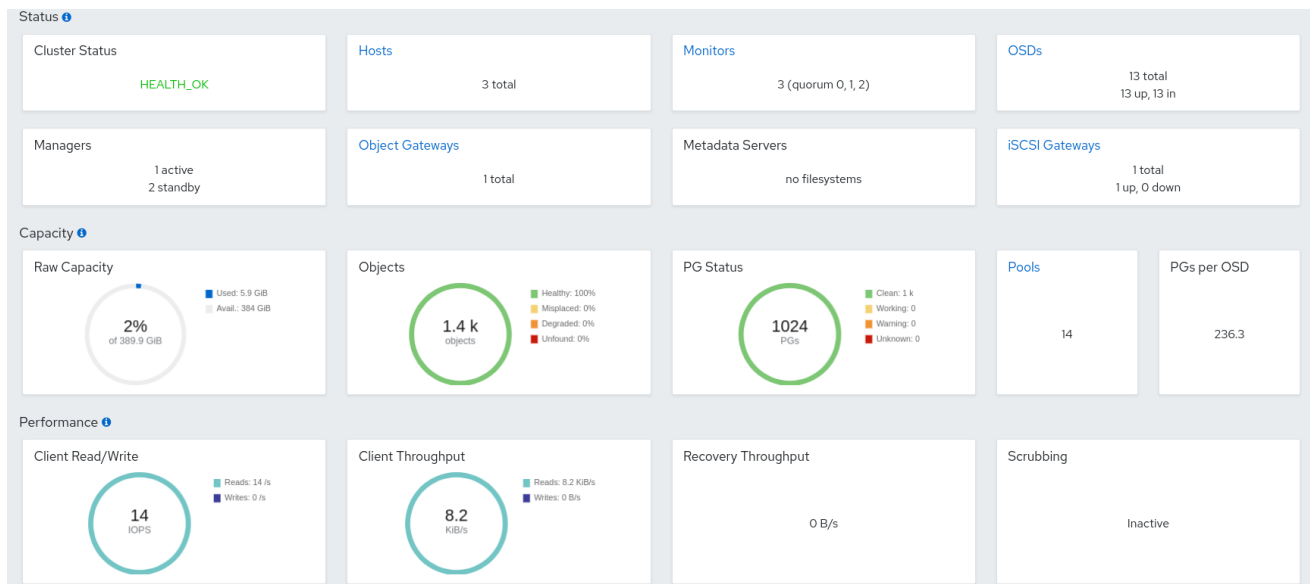 Status
Cluster Status
HEALTH_OK
Hosts
3 total
Monitors
3 (quorum 0, 1, 2)
OSDs
13 total
13 up, 13 in
Managers
1 active
2 standby
Object Gateways
1 total
Metadata Servers
no filesystems
iSCSI Gateways
1 total
1 up, 0 down
Capacity
Raw Capacity
2%
of 389.9 GiB
Used: 5.9 GiB
Avail.: 384 GiB
Objects
1.4 k
objects
Healthy: 100%
Misplaced: 0%
Degraded: 0%
Unfound: 0%
PG Status
1024
PGs
Clean: 1 k
Working: 0
Warning: 0
Unknown: 0
Pools
14
PGs per OSD
236.3
Performance
Client Read/Write
14
IOPS
Reads: 14 /s
Writes: 0 /s
Client Throughput
8.2
KiB/s
Reads: 8.2 KiB/s
Writes: 0 B/s
Recovery Throughput
0 B/s
Scrubbing
Inactive